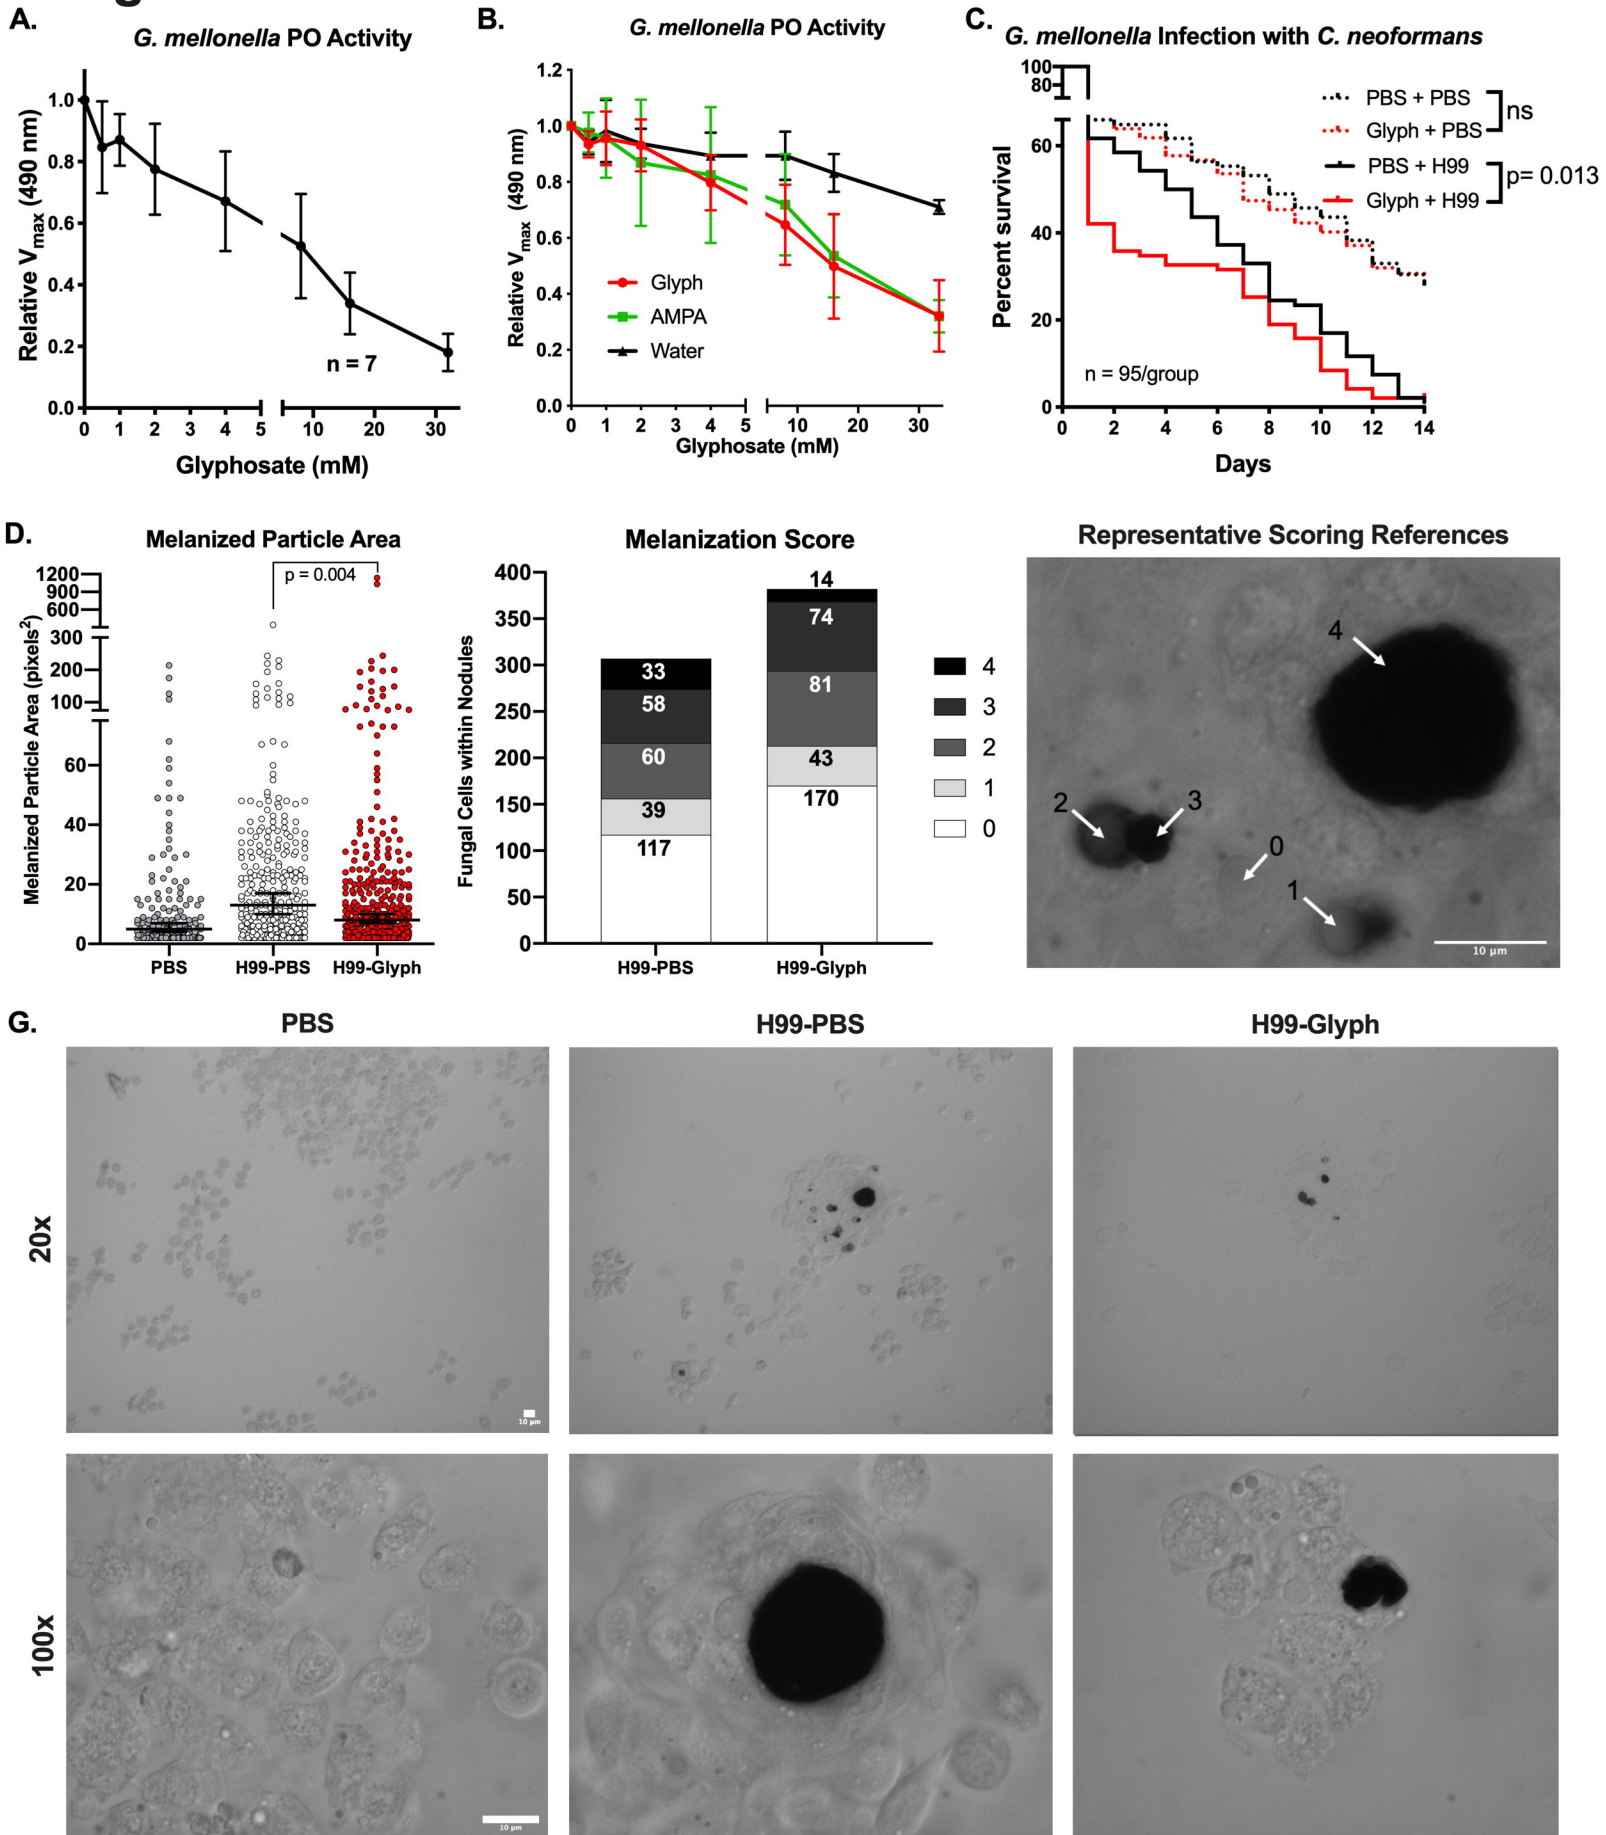 A.
G. mellonella PO Activity
Relative Vmax (490 nm)
1.0
0.8
0.6
0.4
0.2
0.0
n = 7
0 1 2 3 4 5 10 20 30
Glyphosate (mM)
B.
G. mellonella PO Activity
Relative Vmax (490 nm)
1.2
1.0
0.8
0.6
0.4
0.2
0.0
Glyph
AMPA
Water
0 1 2 3 4 5 10 20 30
Glyphosate (mM)
C.
G. mellonella Infection with C. neoformans
Percent survival
100
80
60
40
20
0
PBS + PBS
Glyph + PBS
ns
PBS + H99
Glyph + H99
p= 0.013
n = 95/group
0 2 4 6 8 10 12 14
Days
D.
Melanized Particle Area
Melanized Particle Area (pixels2)
1200
900
600
300
200
100
60
40
20
0
p = 0.004
PBS H99-PBS H99-Glyph
Melanization Score
Fungal Cells within Nodules
400
350
300
250
200
150
100
50
0
33
58
60
39
117
14
74
81
43
170
H99-PBS H99-Glyph
4
3
2
1
0
Representative Scoring References
4
2
3
0
1
10 μm
G.
PBS H99-PBS H99-Glyph
20x
10 μm
100x
10 μm